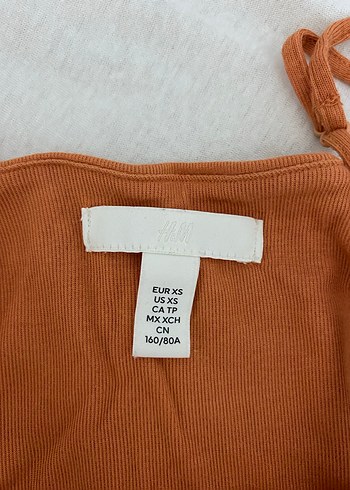 H&M
EUR XS
US XS
CA TP
MX XCH
CN
160/80A